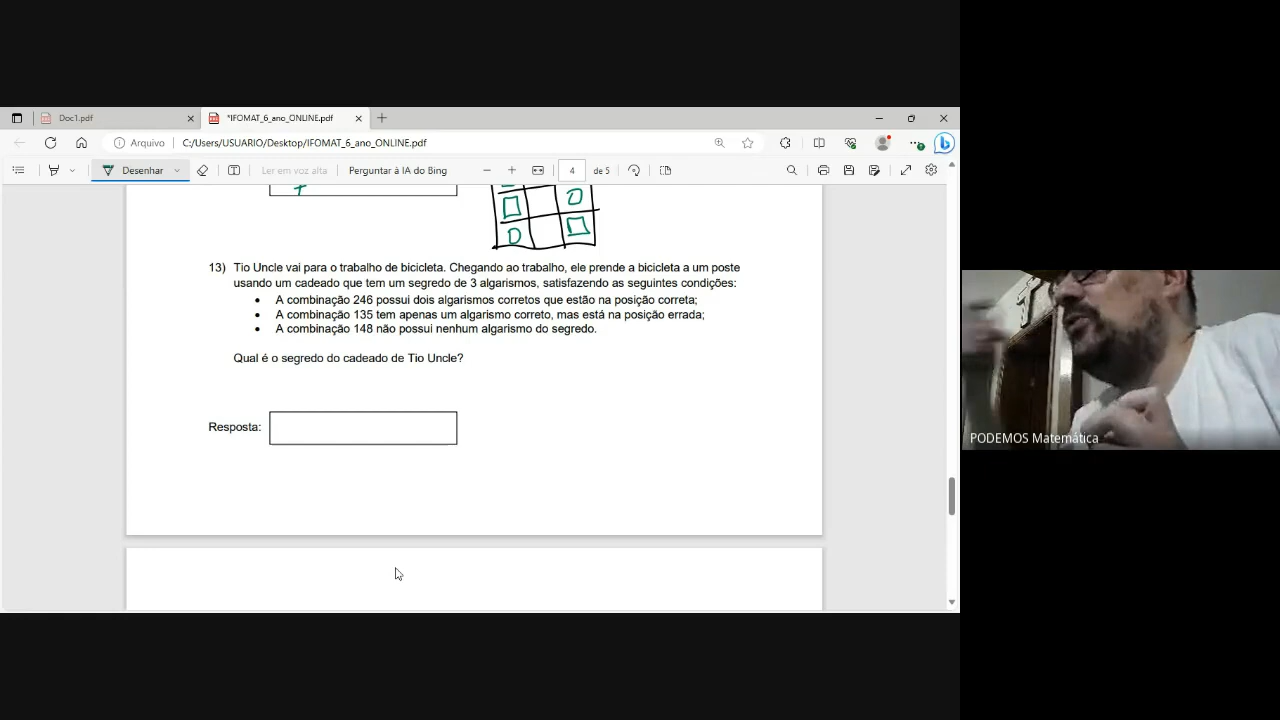 Doc1.pdf
*IFOMAT_6_ano_ONLINE.pdf
Arquivo
C:/Users/USUARIO/Desktop/IFOMAT_6_ano_ONLINE.pdf
Desenhar
Ler em voz alta
Perguntar à IA do Bing
4 de 5
13) Tio Uncle vai para o trabalho de bicicleta. Chegando ao trabalho, ele prende a bicicleta a um poste
usando um cadeado que tem um segredo de 3 algarismos, satisfazendo as seguintes condições:
• A combinação 246 possui dois algarismos corretos que estão na posição correta;
• A combinação 135 tem apenas um algarismo correto, mas está na posição errada;
• A combinação 148 não possui nenhum algarismo do segredo.
Qual é o segredo do cadeado de Tio Uncle?
Resposta:
PODEMOS Matemática